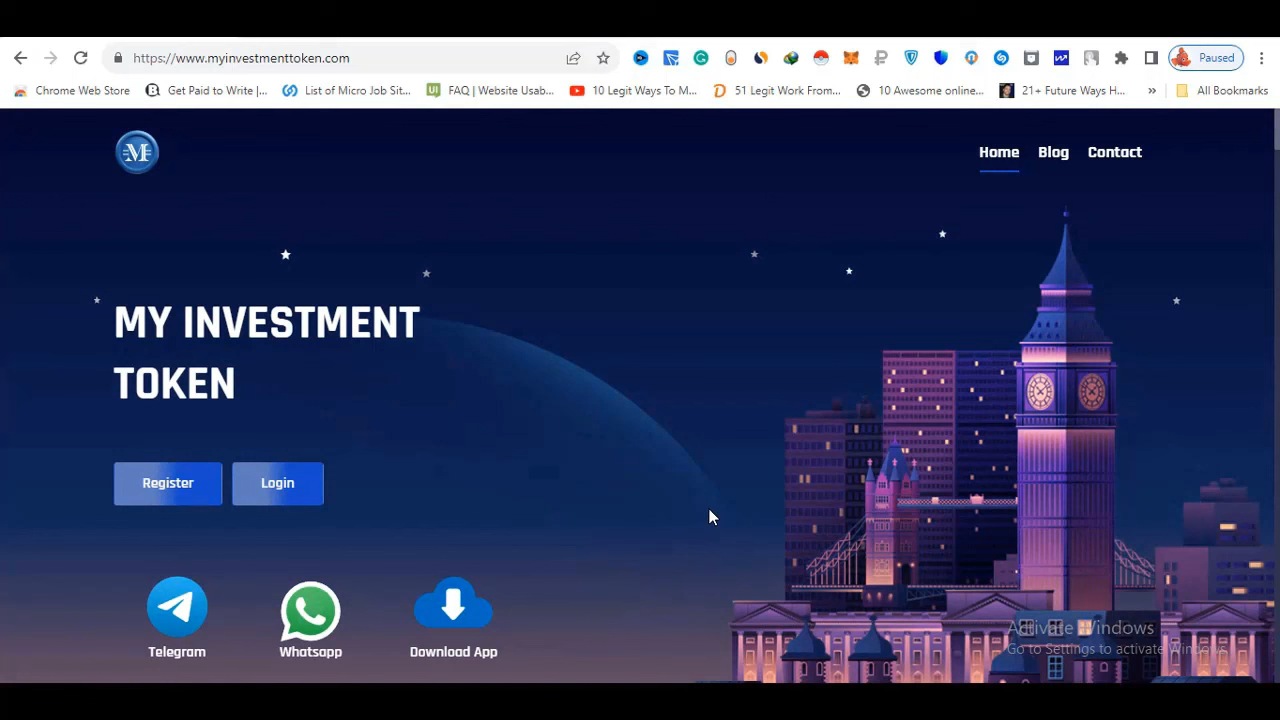 https://www.myinvestmenttoken.com
Paused
Chrome Web Store
Get Paid to Write |...
List of Micro Job Sit...
FAQ | Website Usab...
10 Legit Ways To M...
51 Legit Work From...
10 Awesome online...
21+ Future Ways H...
»
All Bookmarks
M
Home
Blog
Contact
MY INVESTMENT
TOKEN
Register
Login
Telegram
Whatsapp
Download App
Activate Windows
Go to Settings to activate Windows.